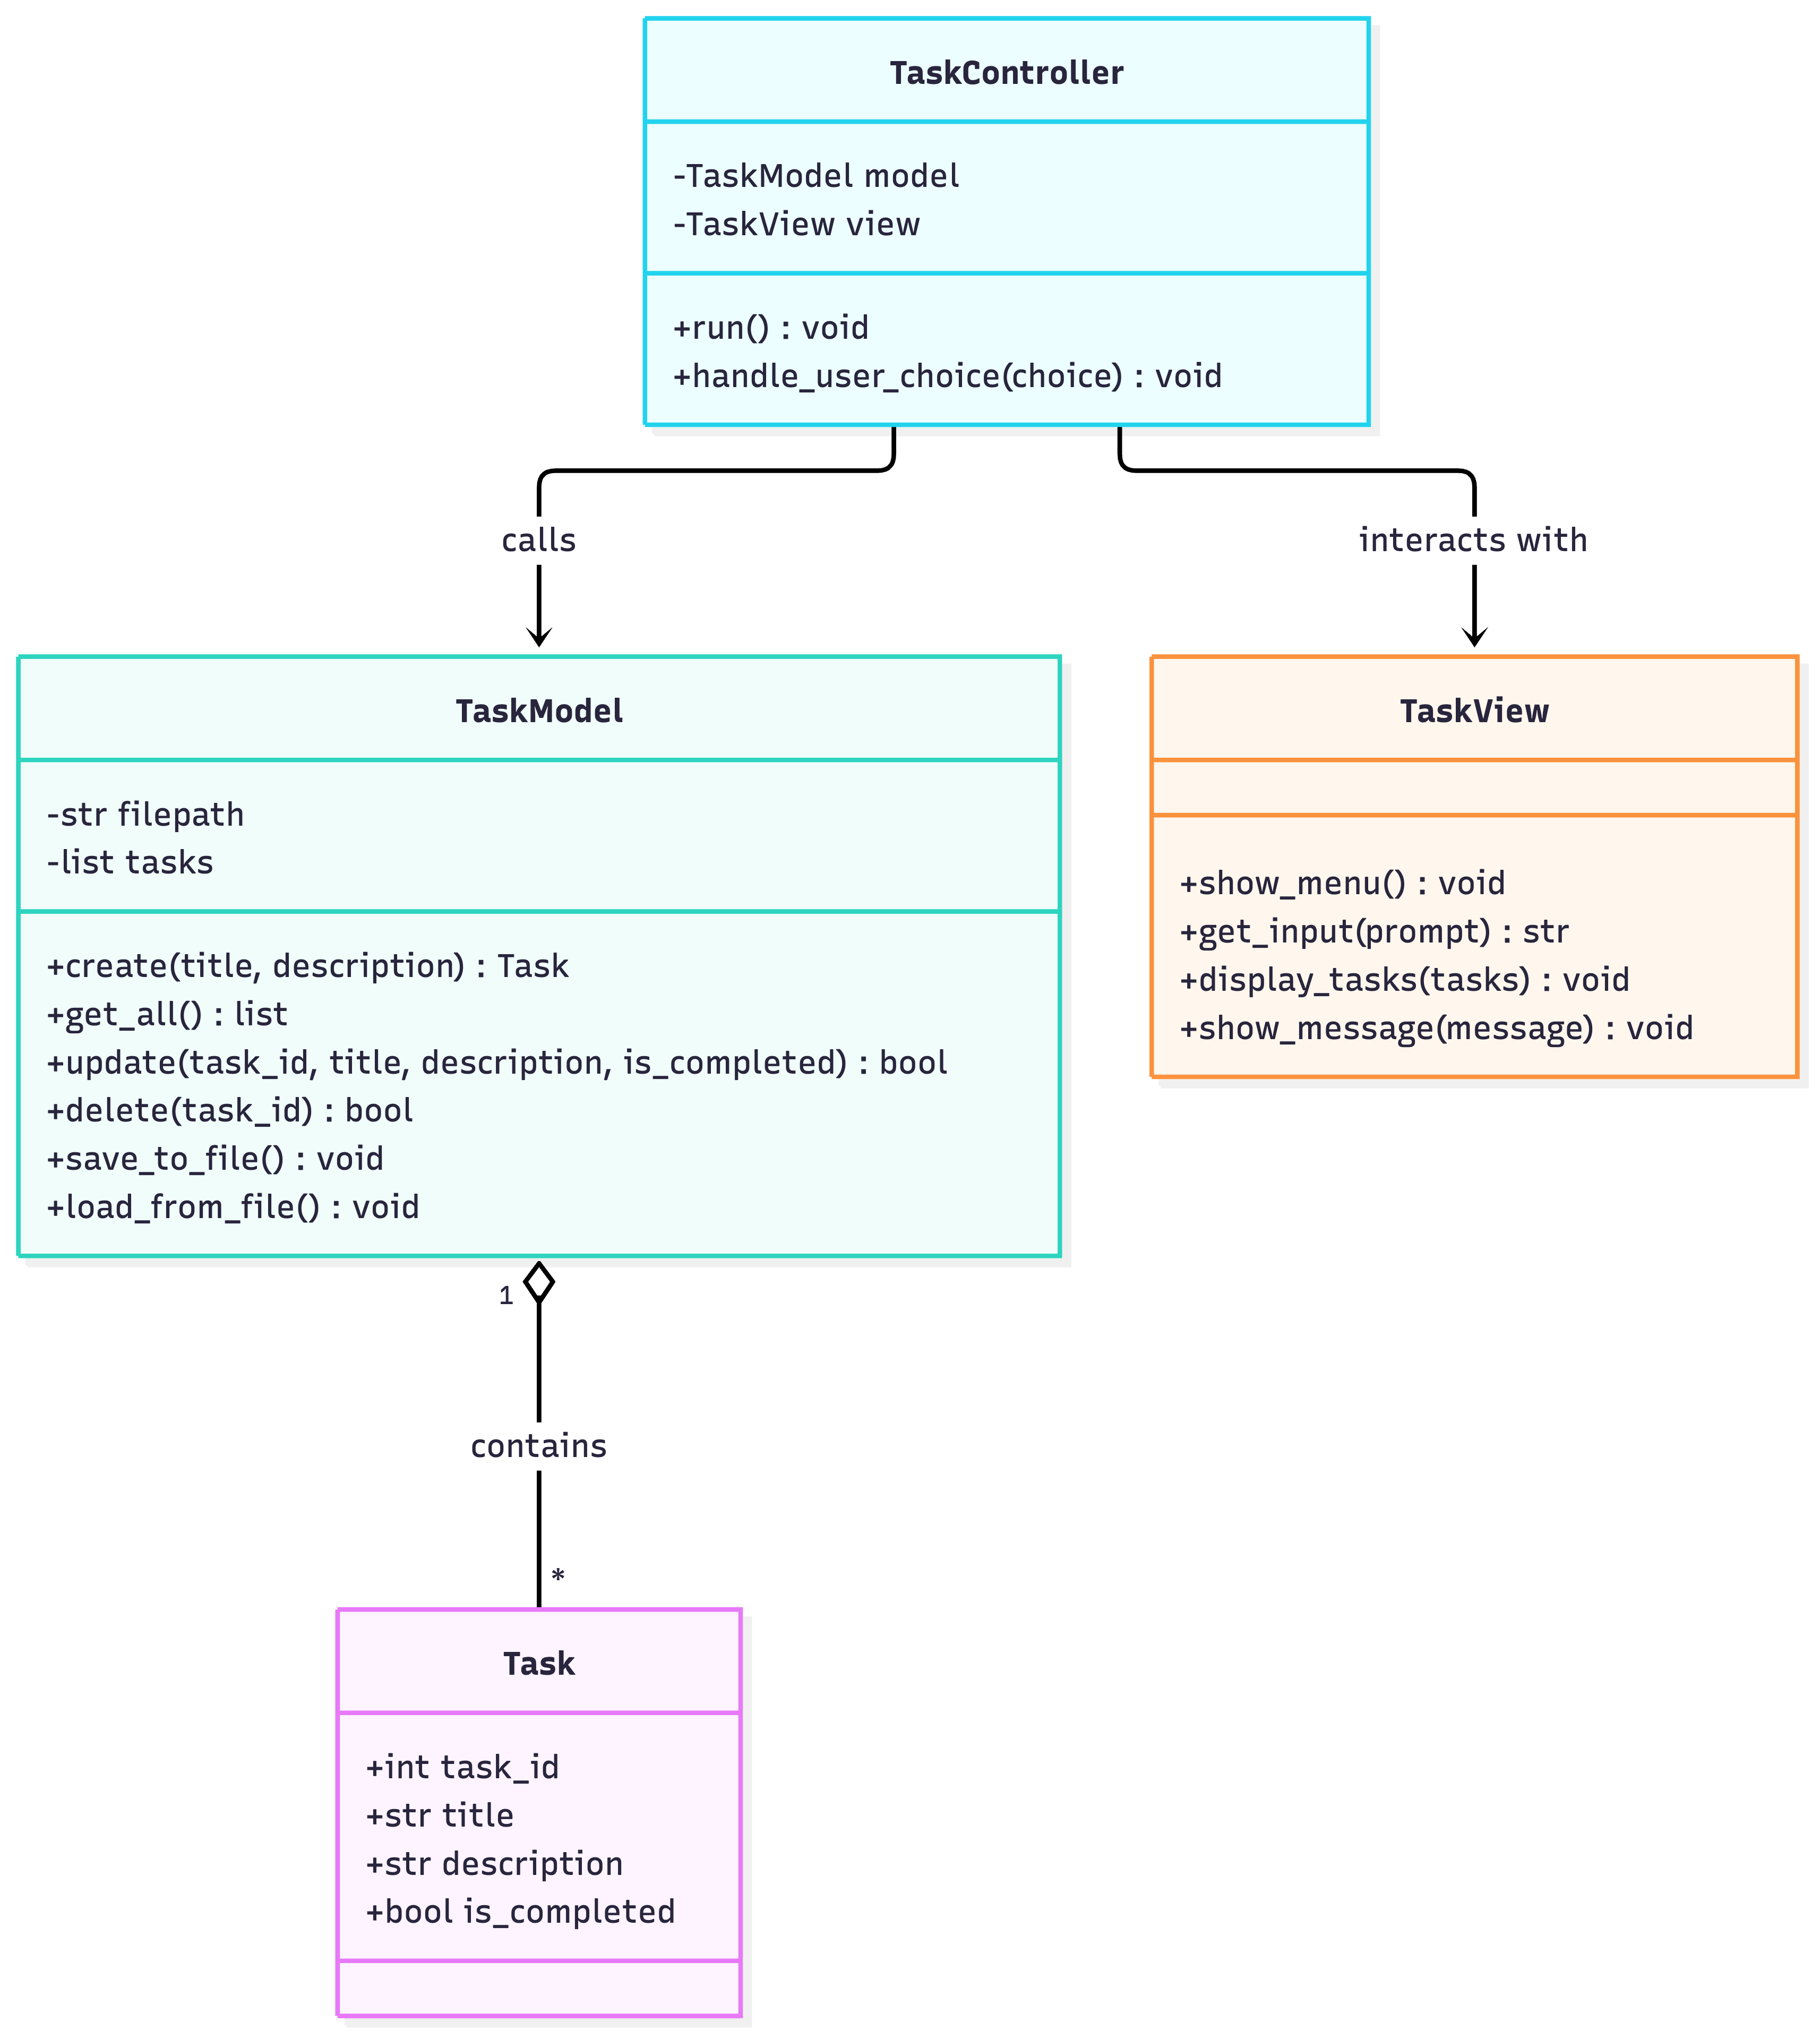 TaskController
-TaskModel model
-TaskView view
+run() : void
+handle_user_choice(choice) : void
calls
interacts with
TaskModel
-str filepath
-list tasks
+create(title, description) : Task
+get_all() : list
+update(task_id, title, description, is_completed) : bool
+delete(task_id) : bool
+save_to_file() : void
+load_from_file() : void
TaskView
+show_menu() : void
+get_input(prompt) : str
+display_tasks(tasks) : void
+show_message(message) : void
1
contains
*
Task
+int task_id
+str title
+str description
+bool is_completed